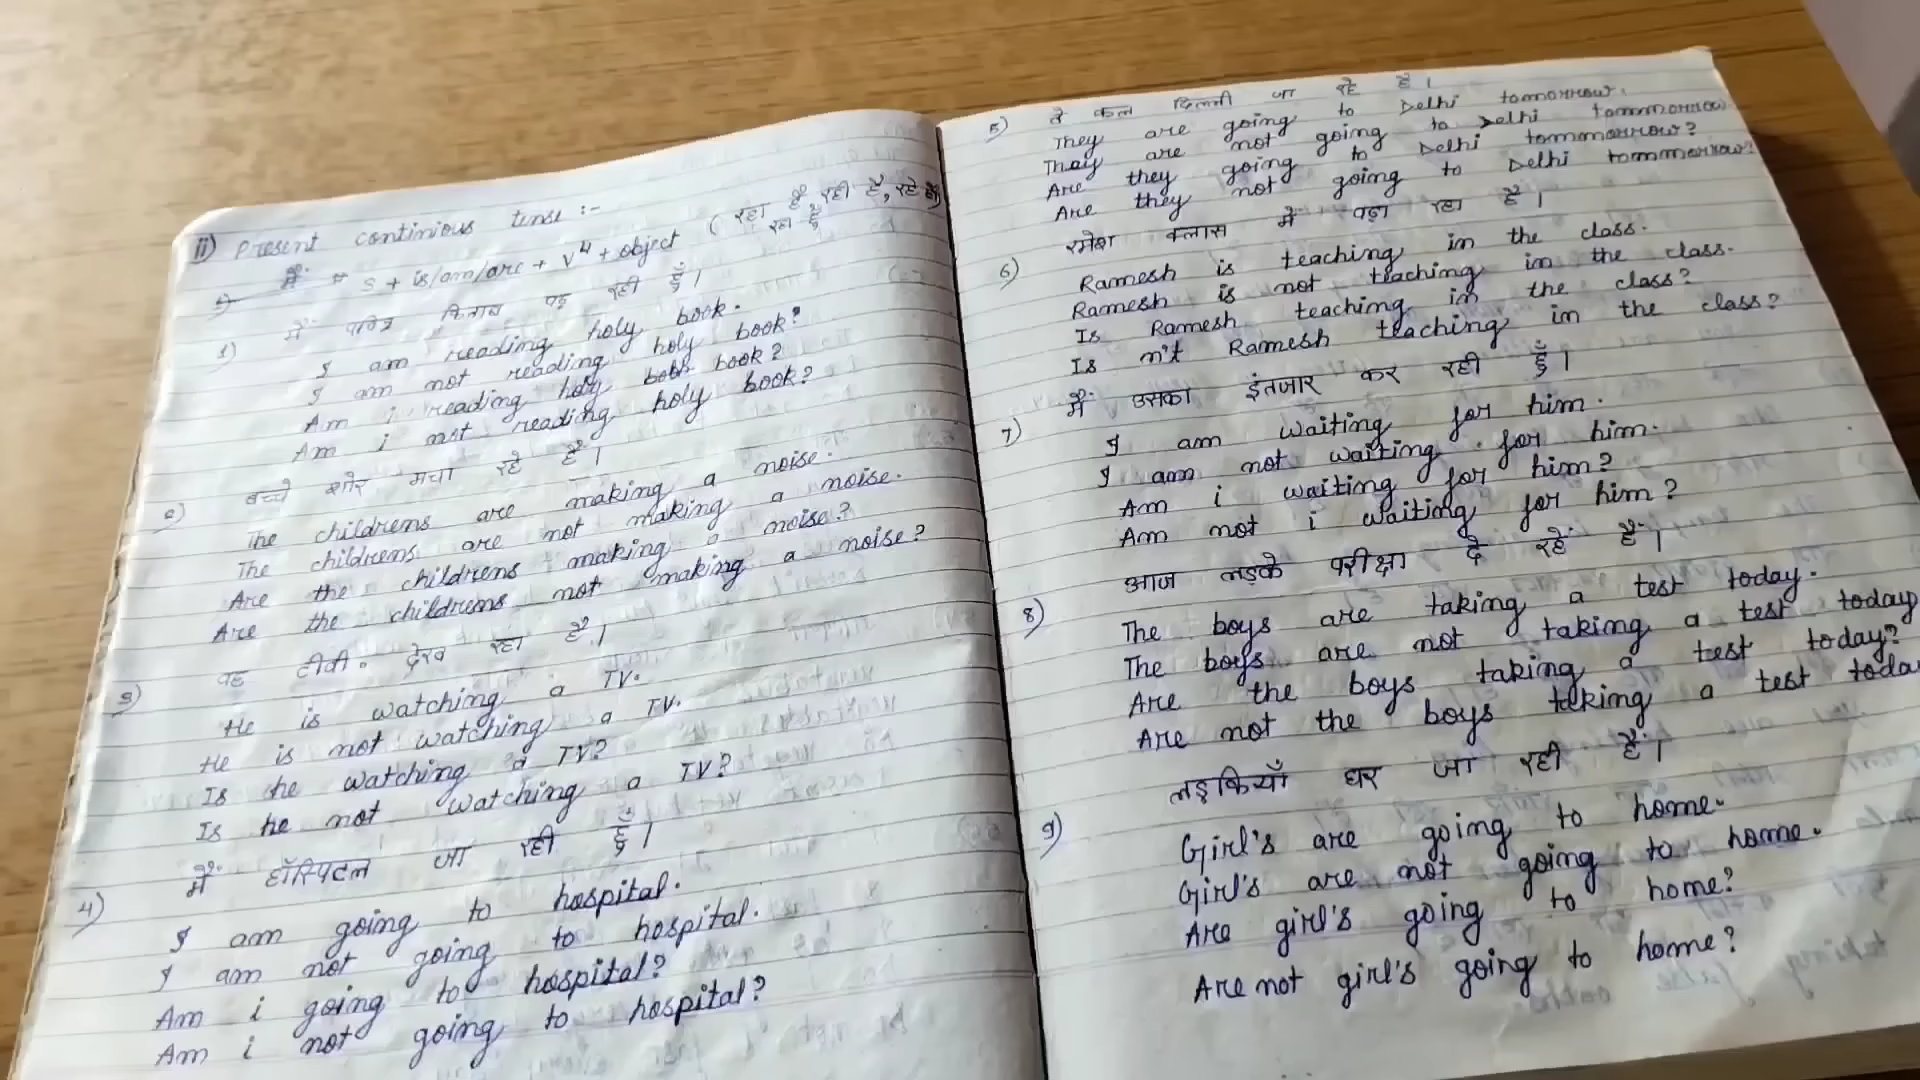 ii) Present continious tense :-
s + is/am/are + v⁴ + object ( रहा है, रही है, रहे हैं
रहा हूँ
1) मैं पवित्र किताब पढ़ रही हूँ।
I am reading holy book.
I am not reading holy book?
Am i reading holy book?
Am i not reading holy book?
2) बच्चे शोर मचा रहे हैं।
The childrens are making a noise.
The childrens are not making a noise.
Are the childrens making a noise?
Are the childrens not making a noise?
3) वह टीवी. देख रहा है।
He is watching a TV.
He is not watching a TV.
Is he watching a TV?
Is he not watching a TV?
4) मैं हॉस्पिटल जा रही हूँ।
I am going to hospital.
I am not going to hospital.
Am i going to hospital?
Am i not going to hospital?
5) वे कल दिल्ली जा रहे है।
They are going to Delhi tomorrow.
They are not going to Delhi tommorrow.
Are they going to Delhi tommorrow?
Are they not going to Delhi tommorrow?
6) रमेश क्लास में पढ़ा रहा है।
Ramesh is teaching in the class.
Ramesh is not teaching in the class.
Is Ramesh teaching in the class?
Is n't Ramesh teaching in the class?
7) मैं उसका इंतजार कर रही हूँ।
I am waiting for him.
I am not waiting for him.
Am i waiting for him?
Am not i waiting for him?
8) आज लड़के परीक्षा दे रहें हैं।
The boys are taking a test today.
The boys are not taking a test today
Are the boys taking a test today?
Are not the boys taking a test toda
9) लड़कियाँ घर जा रही हैं।
Girl's are going to home.
Girl's are not going to home.
Are girl's going to home?
Are not girl's going to home?